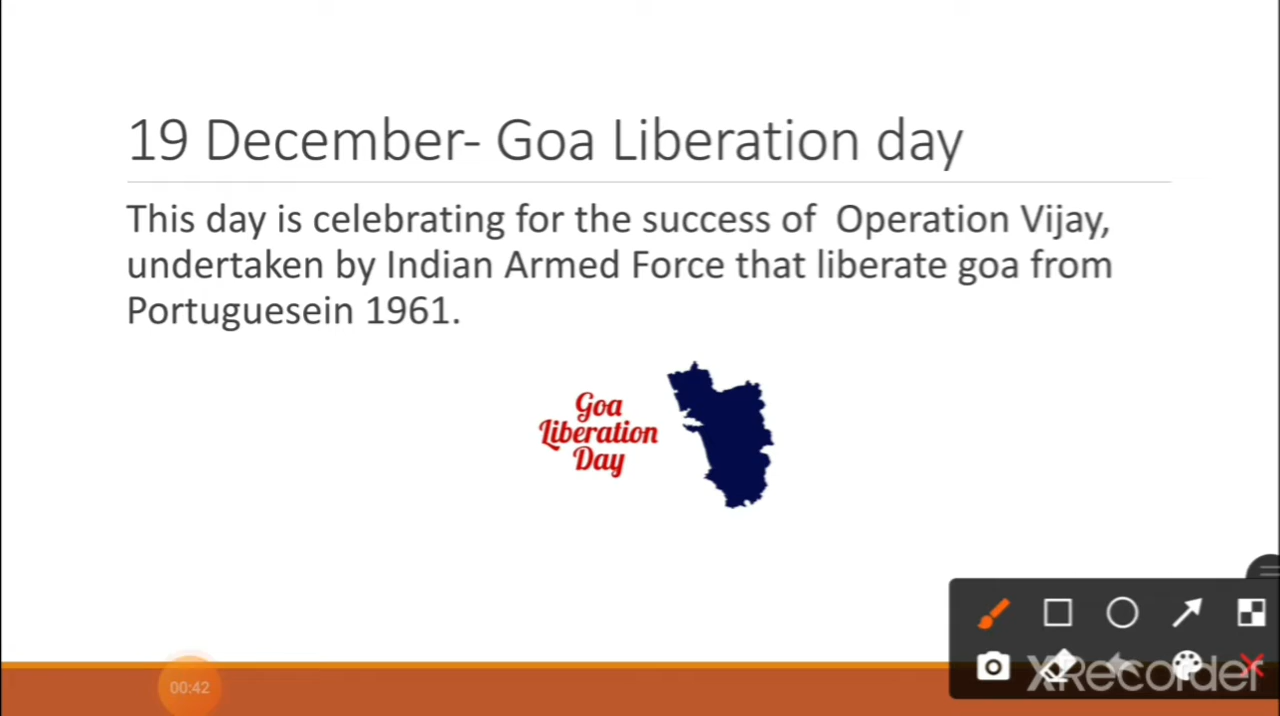 19 December- Goa Liberation day
This day is celebrating for the success of  Operation Vijay,
undertaken by Indian Armed Force that liberate goa from
Portuguesein 1961.
Goa
Liberation
Day
00:42
XRecorder